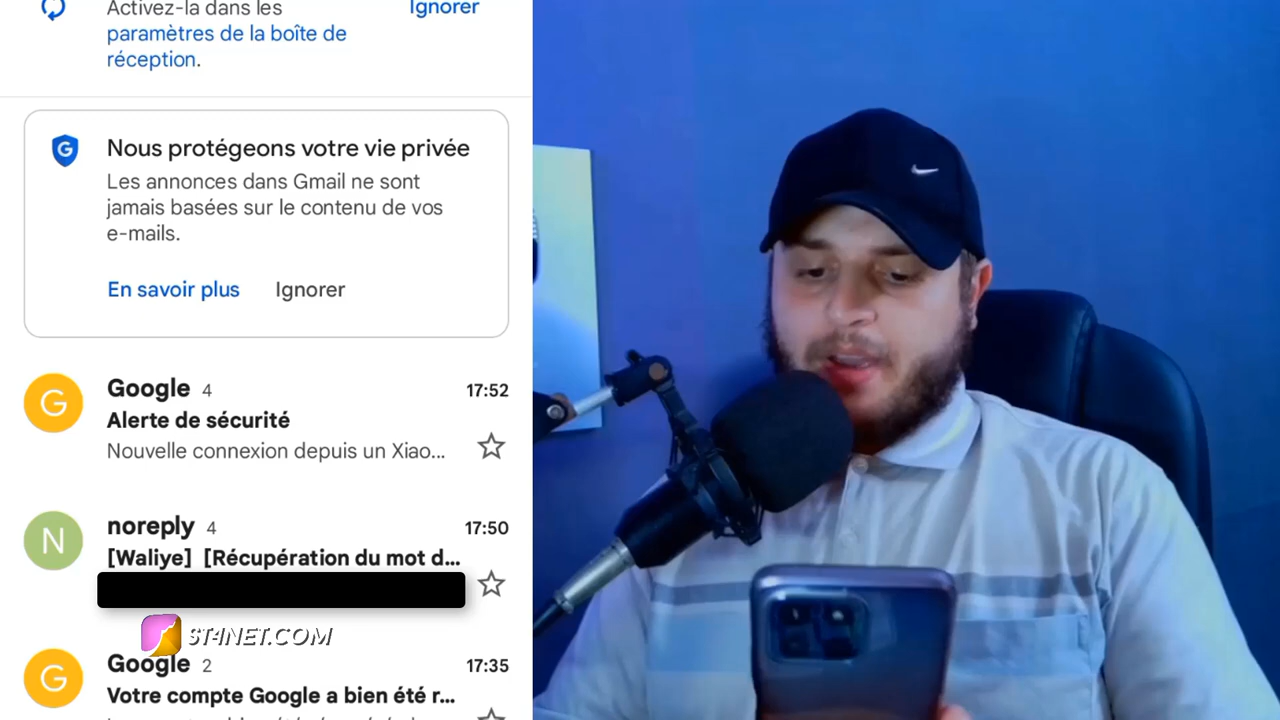 Activez-la dans les
Ignorer
paramètres de la boîte de
réception.
Nous protégeons votre vie privée
Les annonces dans Gmail ne sont
jamais basées sur le contenu de vos
e-mails.
En savoir plus
Ignorer
Google 4
17:52
Alerte de sécurité
Nouvelle connexion depuis un Xiao...
noreply 4
17:50
[Waliye] [Récupération du mot d...
ST4NET.COM
Google 2
17:35
Votre compte Google a bien été r...